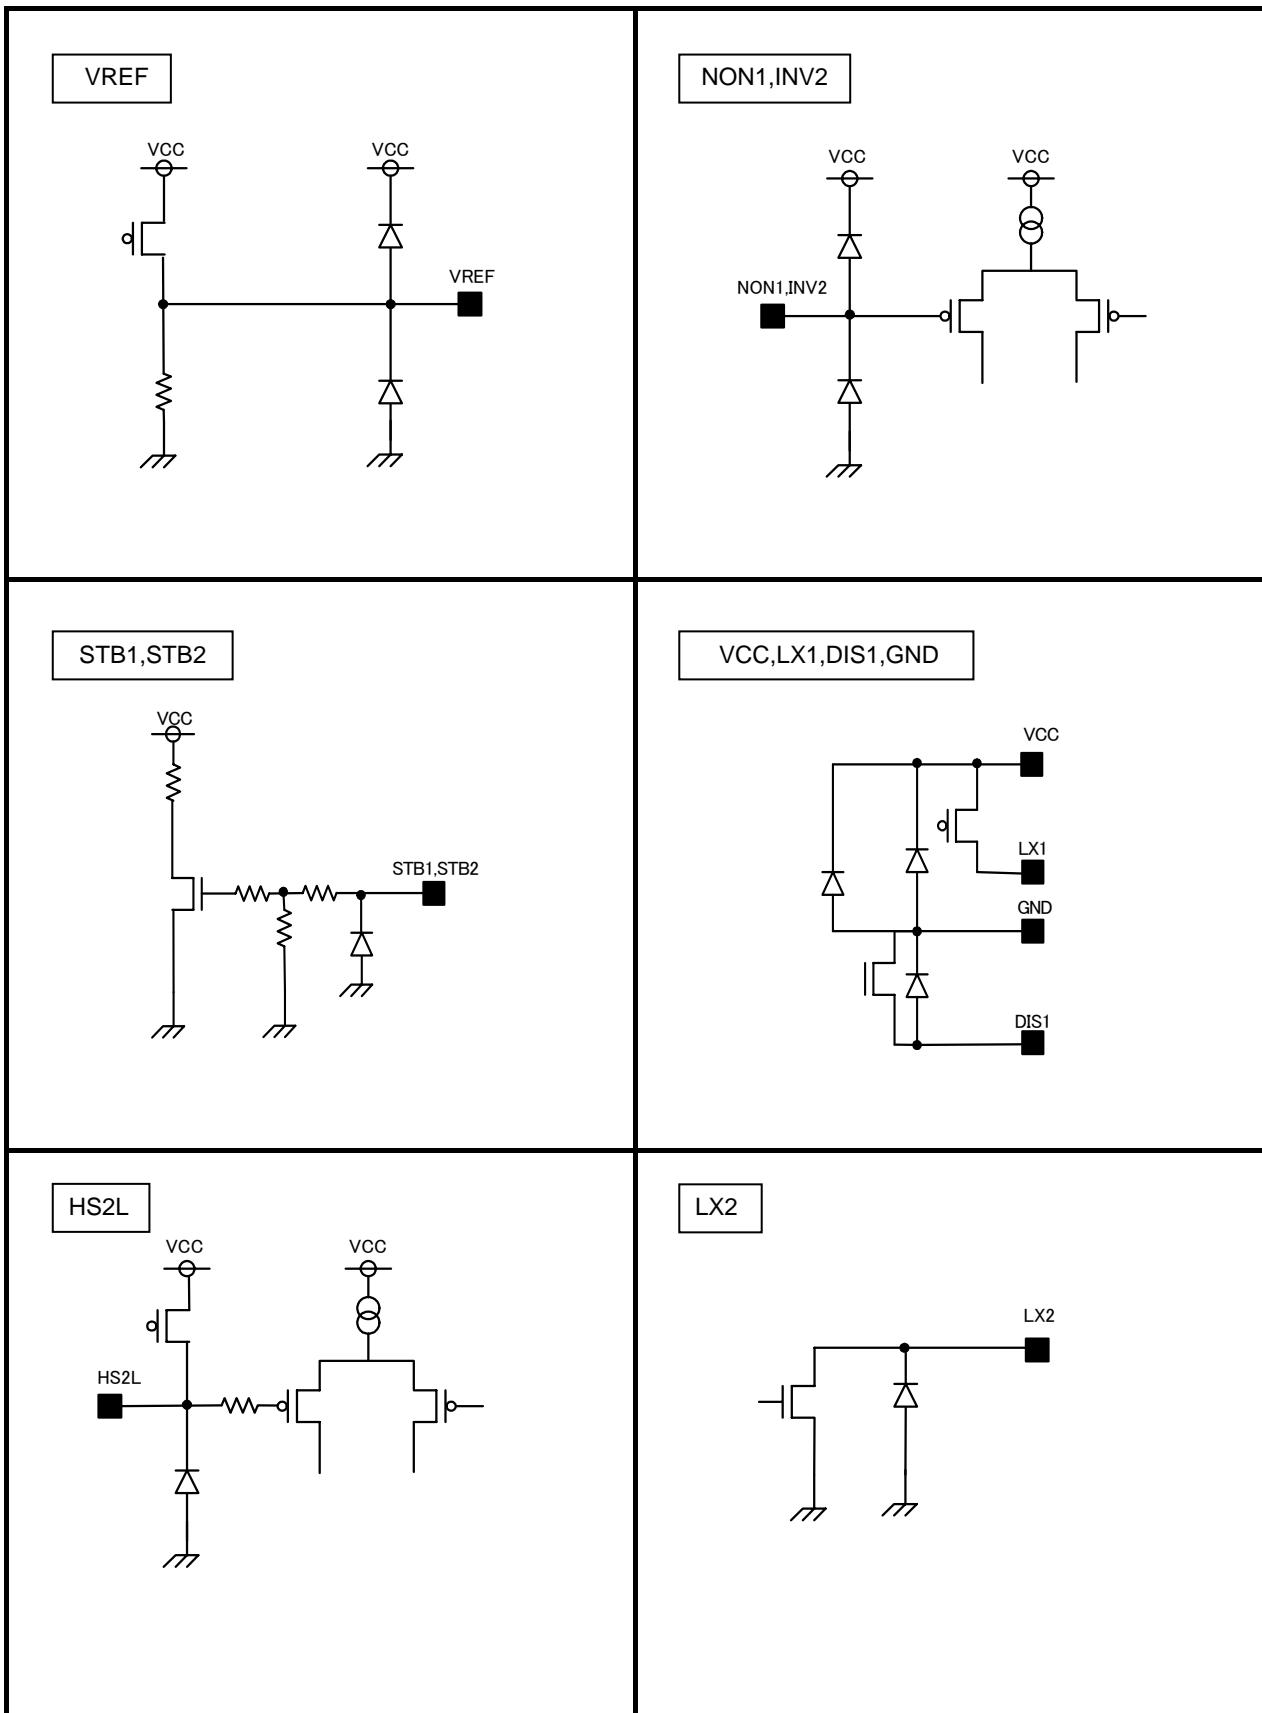 VREF
VCC
VCC
VREF
NON1,INV2
VCC
VCC
NON1,INV2
STB1,STB2
VCC
STB1,STB2
VCC,LX1,DIS1,GND
VCC
LX1
GND
DIS1
HS2L
VCC
VCC
HS2L
LX2
LX2